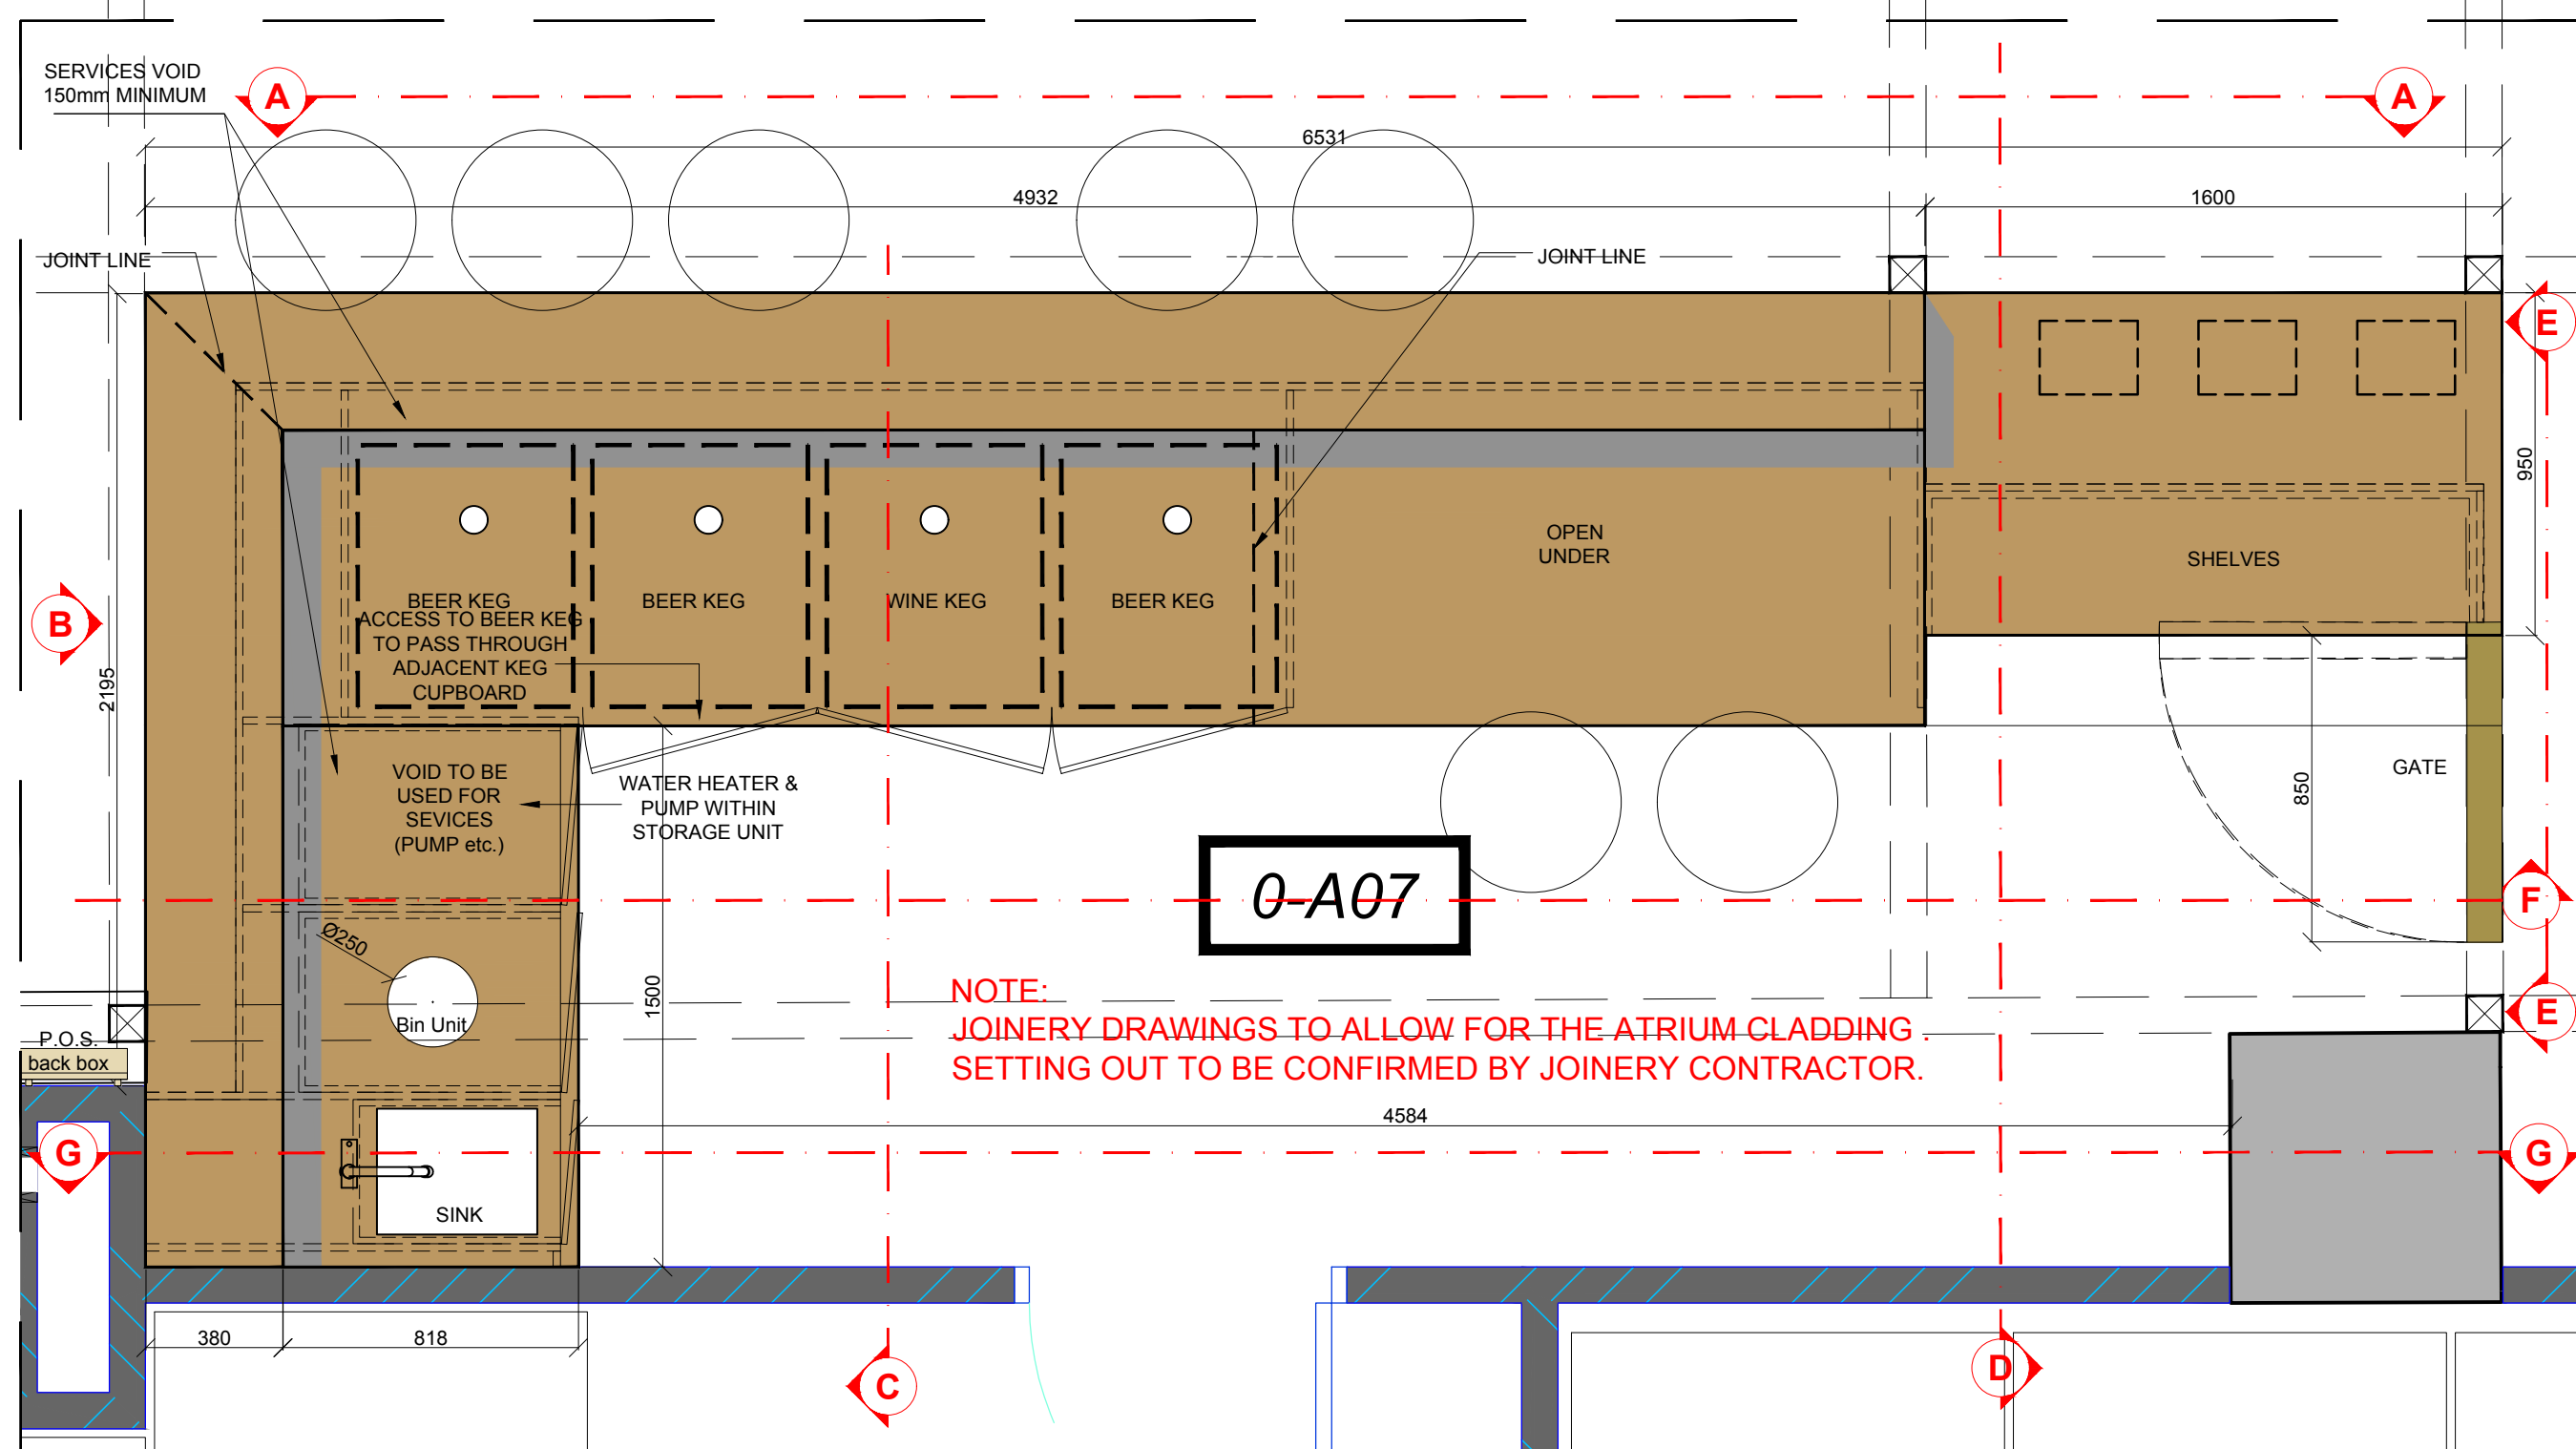 SERVICES VOID
150mm MINIMUM
A
A
6531
4932
1600
JOINT LINE
JOINT LINE
E
950
OPEN
UNDER
SHELVES
BEER KEG
BEER KEG
WINE KEG
BEER KEG
ACCESS TO BEER KEG
TO PASS THROUGH
ADJACENT KEG
CUPBOARD
B
2195
VOID TO BE
USED FOR
SEVICES
(PUMP etc.)
WATER HEATER &
PUMP WITHIN
STORAGE UNIT
GATE
850
0-A07
F
Ø250
Bin Unit
1500
NOTE:
JOINERY DRAWINGS TO ALLOW FOR THE ATRIUM CLADDING .
SETTING OUT TO BE CONFIRMED BY JOINERY CONTRACTOR.
E
P.O.S.
back box
4584
G
G
SINK
380
818
C
D